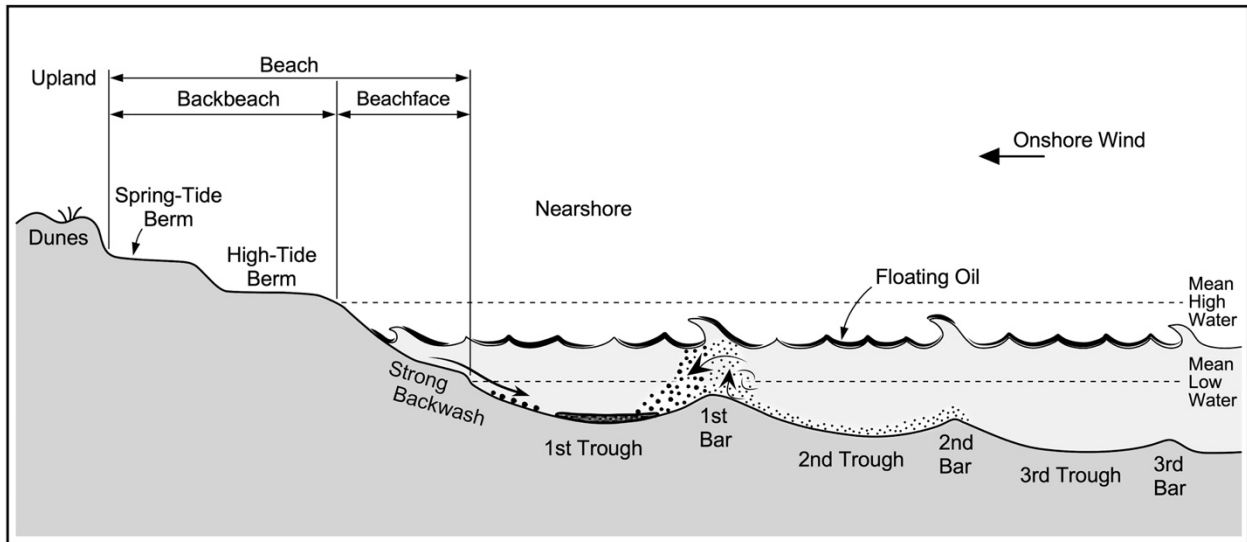 Beach
Upland
Backbeach
Beachface
Onshore Wind
Spring-Tide
Berm
Nearshore
Dunes
High-Tide
Berm
Floating Oil
Mean
High
Water
Mean
Low
Water
Strong
Backwash
1st Trough
1st
Bar
2nd Trough
2nd
Bar
3rd Trough
3rd
Bar